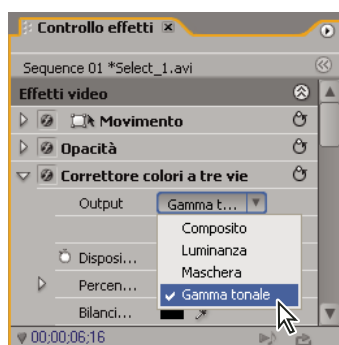 Controllo effetti
Sequence 01 *Select_1.avi
Effetti video
Movimento
Opacità
Correttore colori a tre vie
Output Gamma t...
Composito
Luminanza
Disposi...
Maschera
Percen...
Gamma tonale
Bilanci...
00;00;06;16